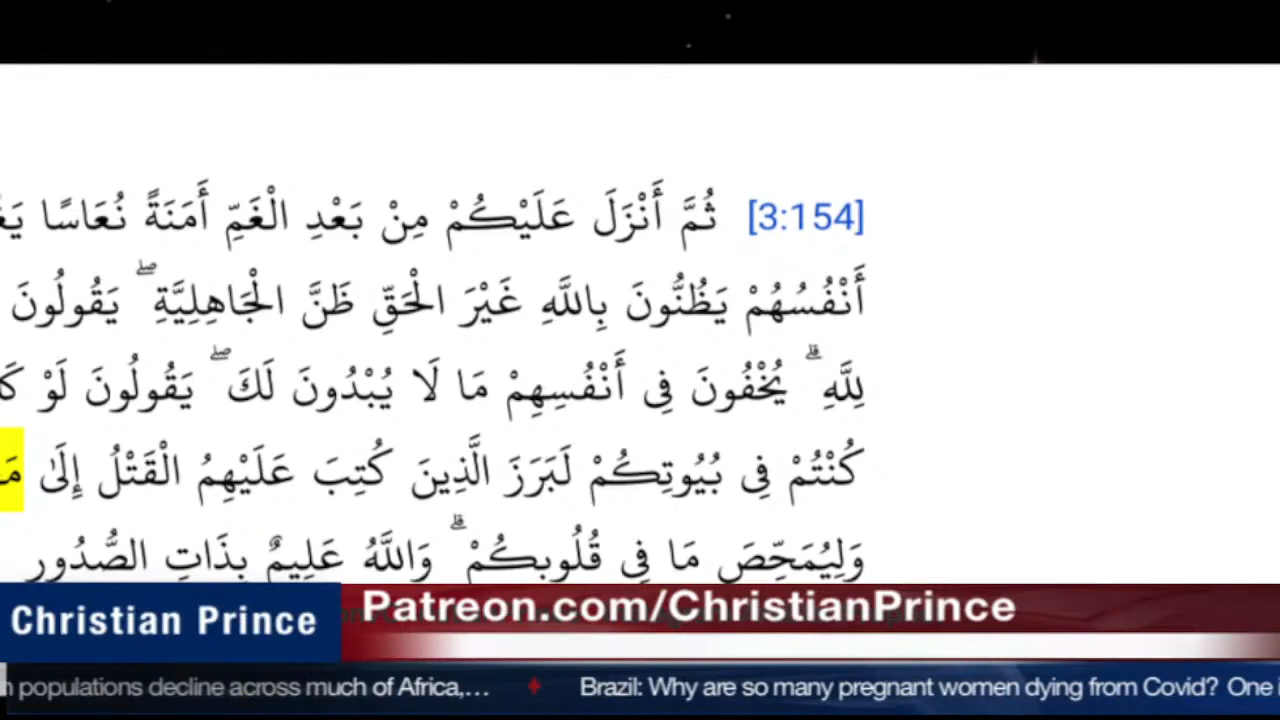 [3:154] ثُمَّ أَنْزَلَ عَلَيْكُمْ مِنْ بَعْدِ الْغَمِّ أَمَنَةً نُعَاسًا
أَنْفُسُهُمْ يَظُنُّونَ بِاللَّهِ غَيْرَ الْحَقِّ ظَنَّ الْجَاهِلِيَّةِ ۖ يَقُولُونَ
لِلَّهِ ۗ يُخْفُونَ فِي أَنْفُسِهِمْ مَا لَا يُبْدُونَ لَكَ ۖ يَقُولُونَ لَوْ
كُنْتُمْ فِي بُيُوتِكُمْ لَبَرَزَ الَّذِينَ كُتِبَ عَلَيْهِمُ الْقَتْلُ إِلَىٰ
وَلِيُمَحِّصَ مَا فِي قُلُوبِكُمْ ۗ وَاللَّهُ عَلِيمٌ بِذَاتِ الصُّدُورِ
Christian Prince
Patreon.com/ChristianPrince
populations decline across much of Africa,... Brazil: Why are so many pregnant women dying from Covid? One